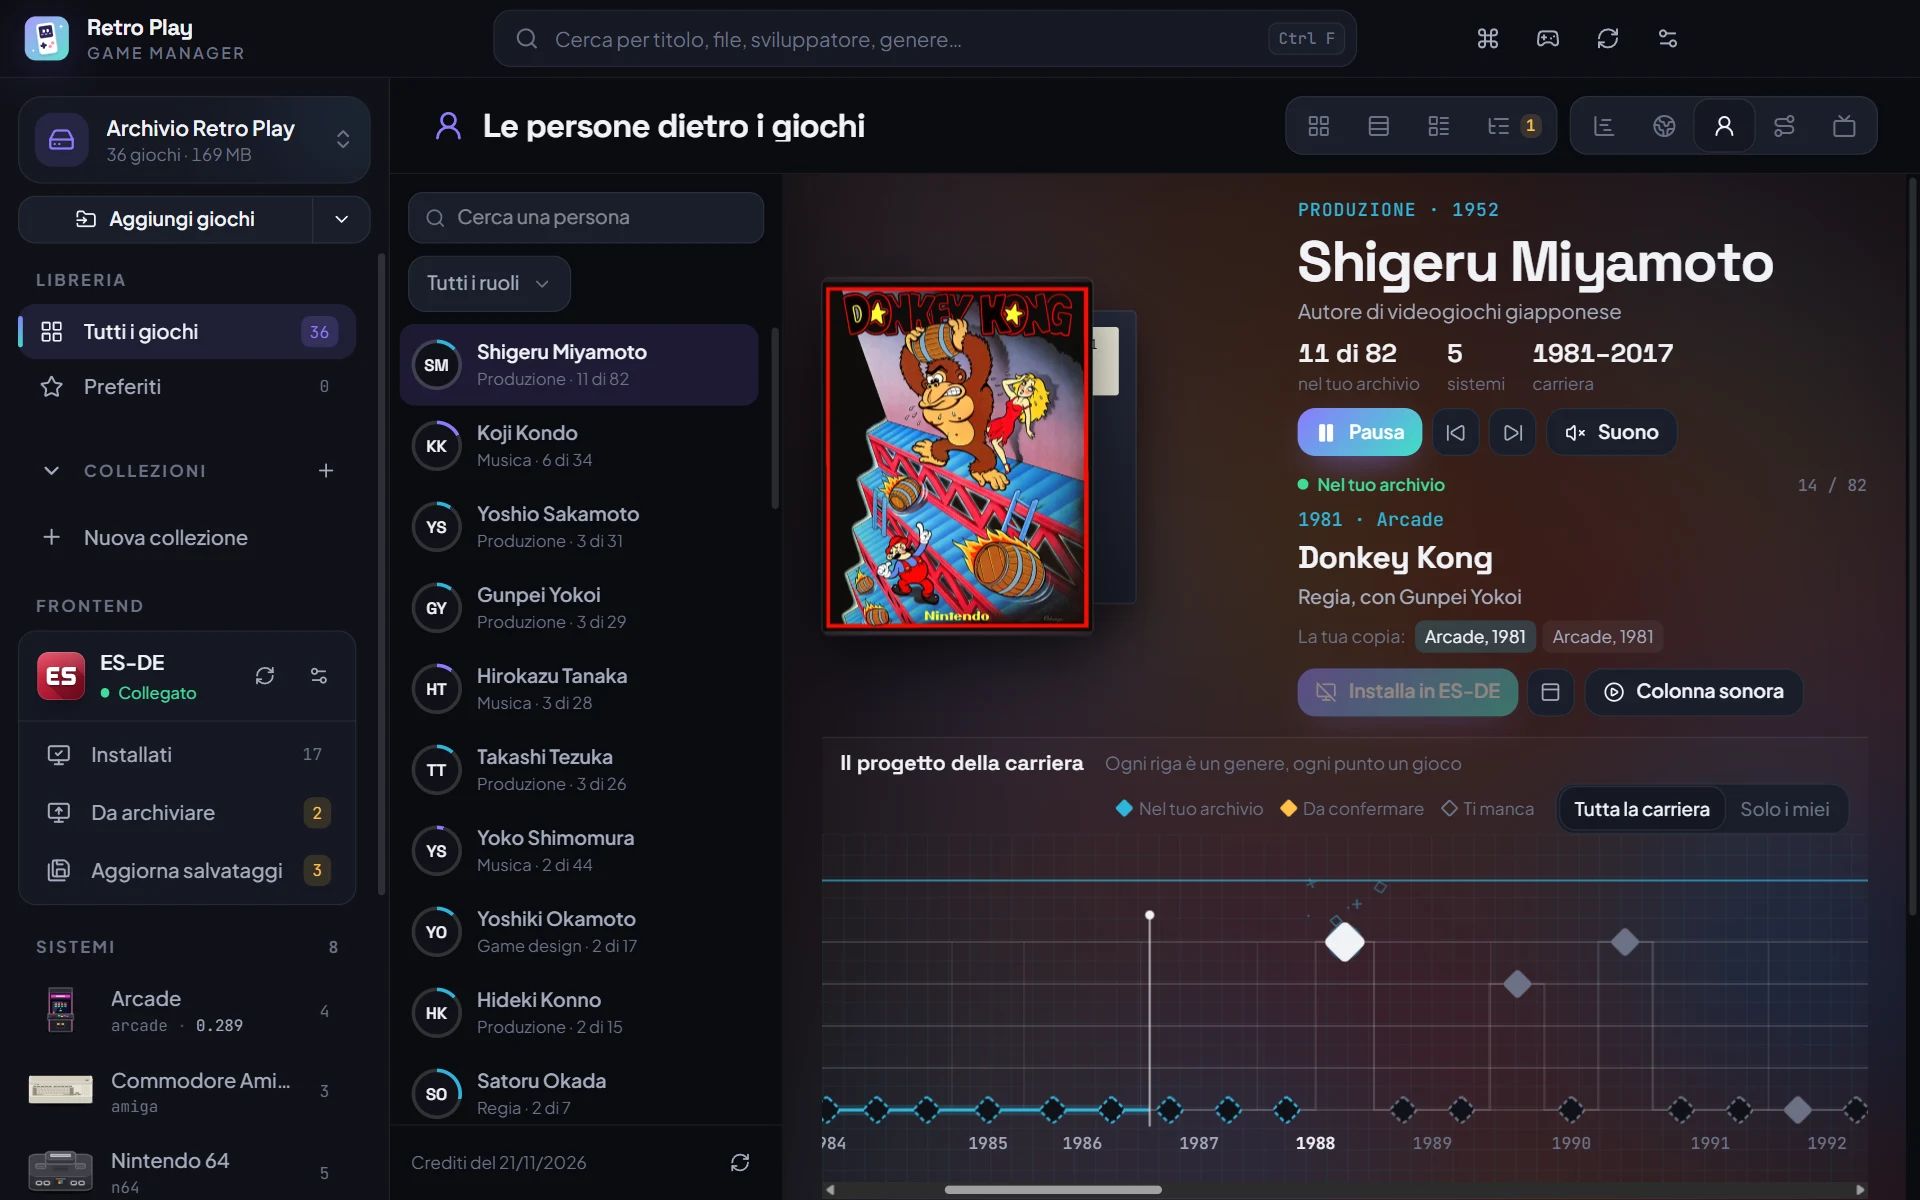 Retro Play
GAME MANAGER
Cerca per titolo, file, sviluppatore, genere...
Ctrl F
Archivio Retro Play
36 giochi · 169 MB
Aggiungi giochi
LIBRERIA
Tutti i giochi
36
Preferiti
0
COLLEZIONI
Nuova collezione
FRONTEND
ES
ES-DE
Collegato
Installati
17
Da archiviare
2
Aggiorna salvataggi
3
SISTEMI
8
Arcade
4
arcade · 0.289
Commodore Ami...
3
amiga
Nintendo 64
5
n64
Le persone dietro i giochi
1
Cerca una persona
Tutti i ruoli
SM
Shigeru Miyamoto
Produzione · 11 di 82
KK
Koji Kondo
Musica · 6 di 34
YS
Yoshio Sakamoto
Produzione · 3 di 31
GY
Gunpei Yokoi
Produzione · 3 di 29
HT
Hirokazu Tanaka
Musica · 3 di 28
TT
Takashi Tezuka
Produzione · 3 di 26
YS
Yoko Shimomura
Musica · 2 di 44
YO
Yoshiki Okamoto
Game design · 2 di 17
HK
Hideki Konno
Produzione · 2 di 15
SO
Satoru Okada
Regia · 2 di 7
Crediti del 21/11/2026
DONKEY KONG
Nintendo
PRODUZIONE · 1952
Shigeru Miyamoto
Autore di videogiochi giapponese
11 di 82
nel tuo archivio
5
sistemi
1981–2017
carriera
Pausa
Suono
Nel tuo archivio
14 / 82
1981 · Arcade
Donkey Kong
Regia, con Gunpei Yokoi
La tua copia:
Arcade, 1981
Arcade, 1981
Installa in ES-DE
Colonna sonora
Il progetto della carriera
Ogni riga è un genere, ogni punto un gioco
Nel tuo archivio
Da confermare
Ti manca
Tutta la carriera
Solo i miei
984
1985
1986
1987
1988
1989
1990
1991
1992